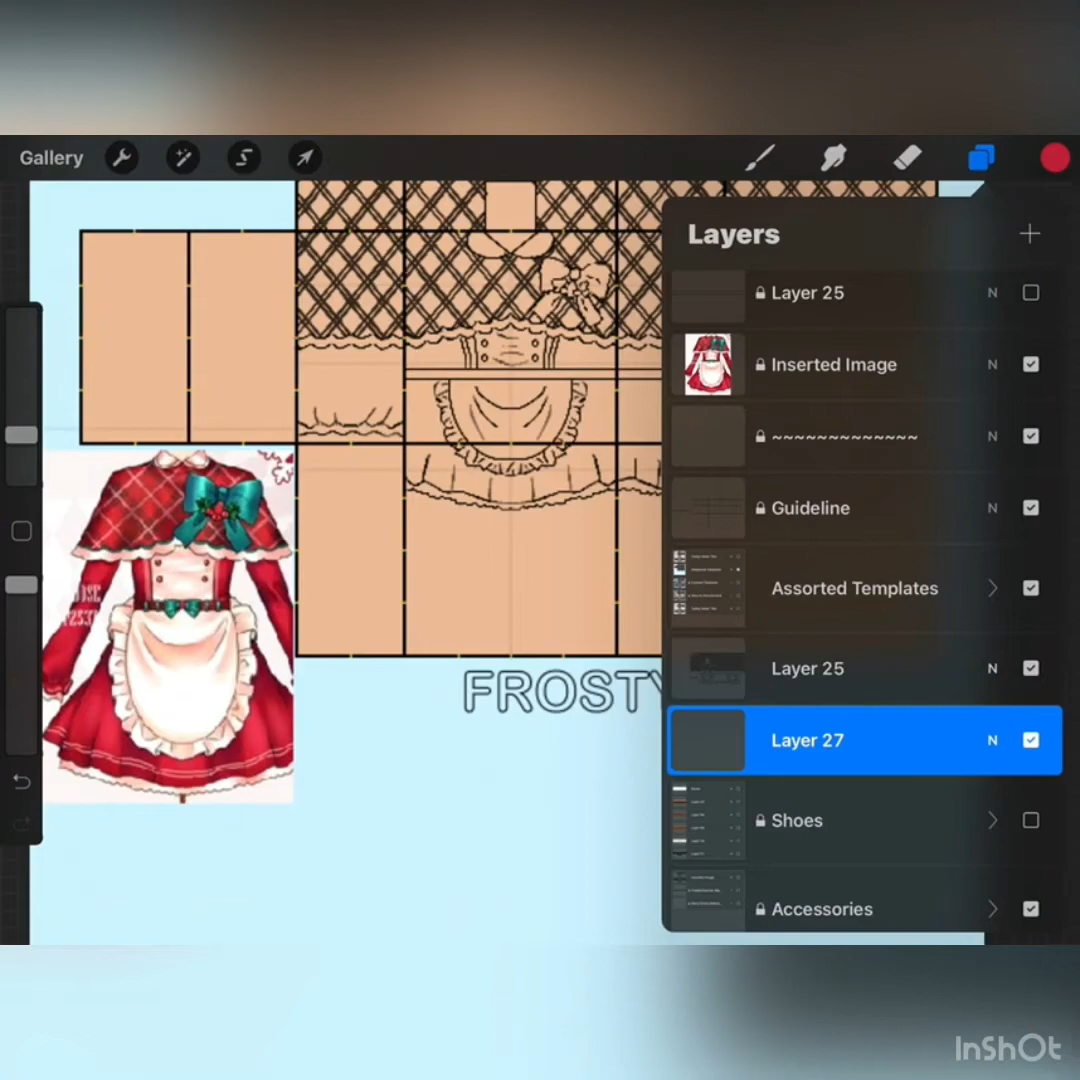 Gallery
Layers
Layer 25 N
Inserted Image N
~~~~~~~~~~~~~ N
Guideline N
Assorted Templates
Layer 25 N
Layer 27 N
Shoes
Accessories
FROSTY
InShOt